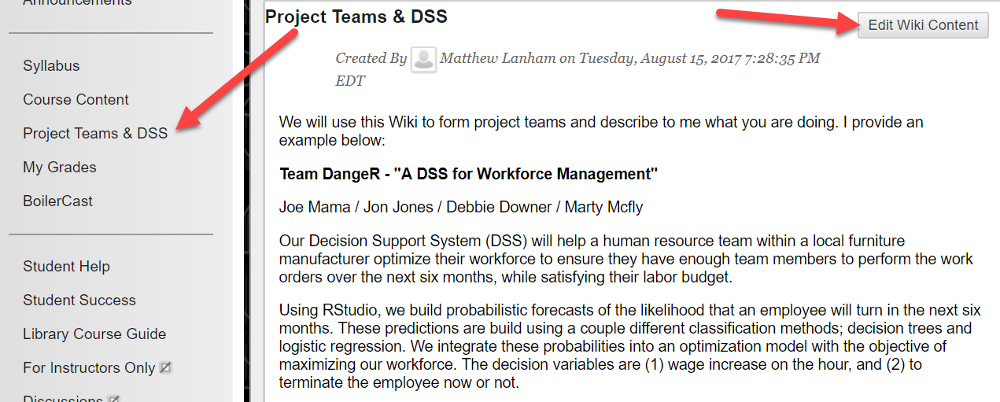 Announcements
Syllabus
Course Content
Project Teams & DSS
My Grades
BoilerCast
Student Help
Student Success
Library Course Guide
For Instructors Only
Discussions
Project Teams & DSS
Edit Wiki Content
Created By Matthew Lanham on Tuesday, August 15, 2017 7:28:35 PM
EDT
We will use this Wiki to form project teams and describe to me what you are doing. I provide an
example below:
Team DangeR - "A DSS for Workforce Management"
Joe Mama / Jon Jones / Debbie Downer / Marty Mcfly
Our Decision Support System (DSS) will help a human resource team within a local furniture
manufacturer optimize their workforce to ensure they have enough team members to perform the work
orders over the next six months, while satisfying their labor budget.
Using RStudio, we build probabilistic forecasts of the likelihood that an employee will turn in the next six
months. These predictions are build using a couple different classification methods; decision trees and
logistic regression. We integrate these probabilities into an optimization model with the objective of
maximizing our workforce. The decision variables are (1) wage increase on the hour, and (2) to
terminate the employee now or not.